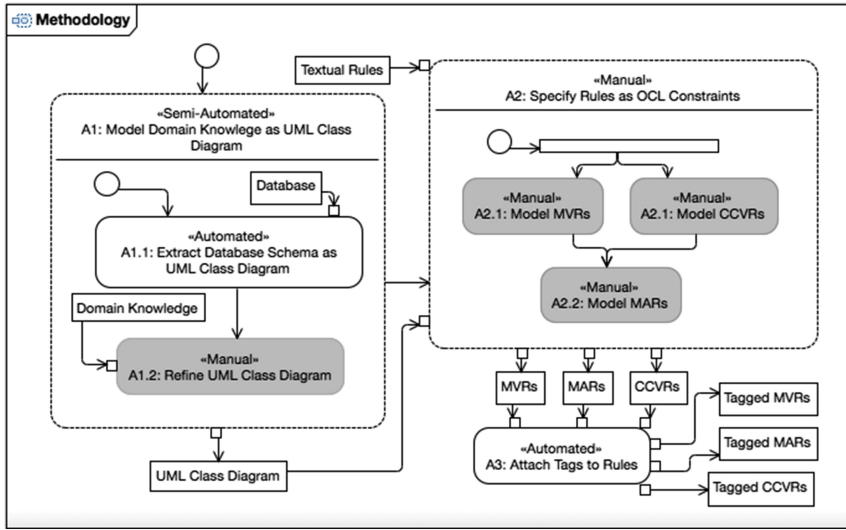 Methodology
Textual Rules
«Semi-Automated»
A1: Model Domain Knowlege as UML Class
Diagram
Database
«Automated»
A1.1: Extract Database Schema as
UML Class Diagram
Domain Knowledge
«Manual»
A1.2: Refine UML Class Diagram
UML Class Diagram
«Manual»
A2: Specify Rules as OCL Constraints
«Manual»
A2.1: Model MVRs
«Manual»
A2.1: Model CCVRs
«Manual»
A2.2: Model MARs
MVRs
MARs
CCVRs
«Automated»
A3: Attach Tags to Rules
Tagged MVRs
Tagged MARs
Tagged CCVRs